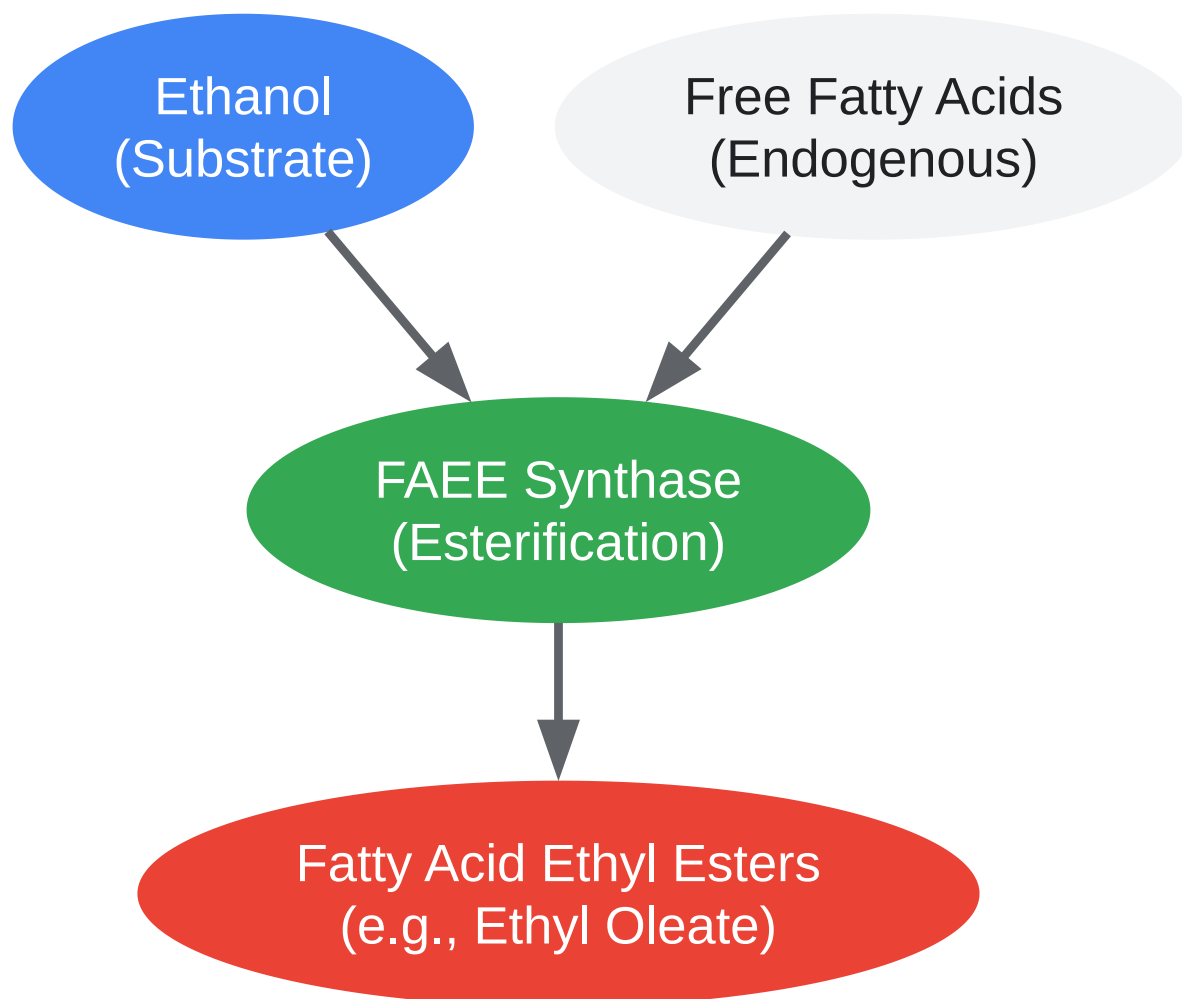 Ethanol
(Substrate)
Free Fatty Acids
(Endogenous)
FAEE Synthase
(Esterification)
Fatty Acid Ethyl Esters
(e.g., Ethyl Oleate)